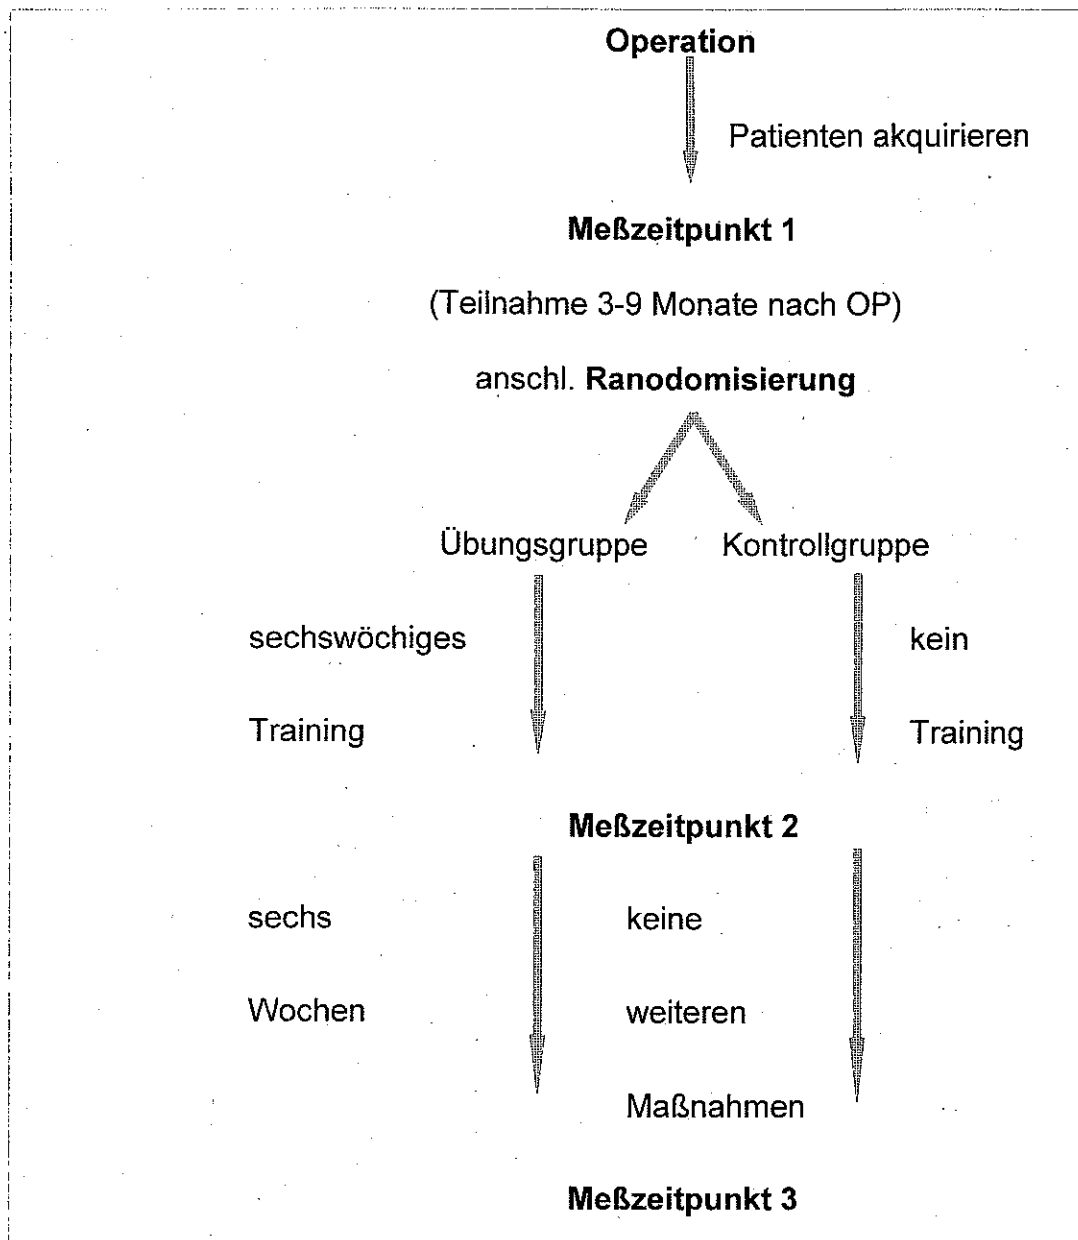 Operation
Patienten akquirieren
Meßzeitpunkt 1
(Teilnahme 3-9 Monate nach OP)
anschl. Ranodomisierung
Übungsgruppe Kontrollgruppe
sechswöchiges kein
Training Training
Meßzeitpunkt 2
sechs keine
Wochen weiteren
Maßnahmen
Meßzeitpunkt 3